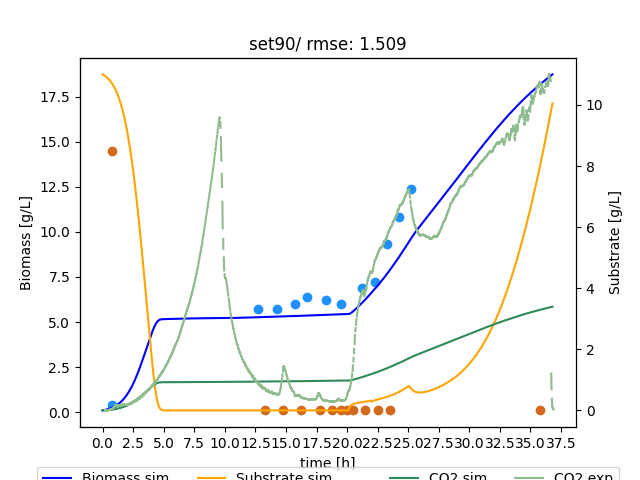 set90/ rmse: 1.509
17.5
15.0
12.5
10.0
7.5
5.0
2.5
0.0
Biomass [g/L]
10
8
6
4
2
0
Substrate [g/L]
0.0 2.5 5.0 7.5 10.0 12.5 15.0 17.5 20.0 22.5 25.0 27.5 30.0 32.5 35.0 37.5
time [h]
Biomass sim Substrate sim CO2 sim CO2 exp